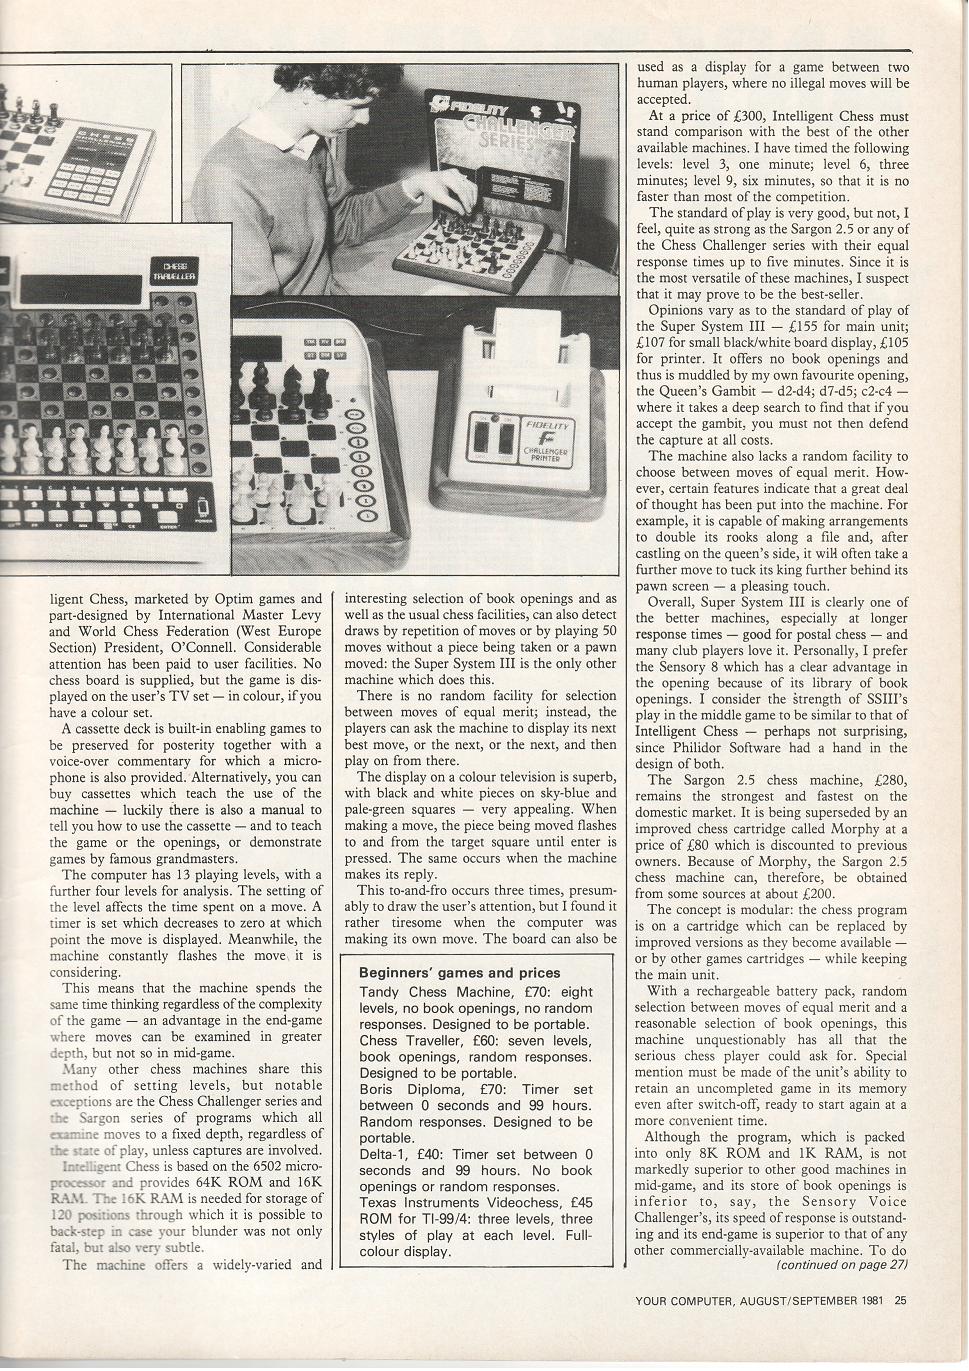 FIDELITY
CHALLENGER
SERIES
CHESS
CHESS
TRAVELLER
FIDELITY
CHALLENGER
PRINTER
ligent Chess, marketed by Optim games and
part-designed by International Master Levy
and World Chess Federation (West Europe
Section) President, O'Connell. Considerable
attention has been paid to user facilities. No
chess board is supplied, but the game is dis-
played on the user's TV set — in colour, if you
have a colour set.
A cassette deck is built-in enabling games to
be preserved for posterity together with a
voice-over commentary for which a micro-
phone is also provided. Alternatively, you can
buy cassettes which teach the use of the
machine — luckily there is also a manual to
tell you how to use the cassette — and to teach
the game or the openings, or demonstrate
games by famous grandmasters.
The computer has 13 playing levels, with a
further four levels for analysis. The setting of
the level affects the time spent on a move. A
timer is set which decreases to zero at which
point the move is displayed. Meanwhile, the
machine constantly flashes the move it is
considering.
This means that the machine spends the
same time thinking regardless of the complexity
of the game — an advantage in the end-game
where moves can be examined in greater
depth, but not so in mid-game.
Many other chess machines share this
method of setting levels, but notable
exceptions are the Chess Challenger series and
the Sargon series of programs which all
examine moves to a fixed depth, regardless of
the state of play, unless captures are involved.
Intelligent Chess is based on the 6502 micro-
processor and provides 64K ROM and 16K
RAM. The 16K RAM is needed for storage of
120 positions through which it is possible to
back-step in case your blunder was not only
fatal, but also very subtle.
The machine offers a widely-varied and
interesting selection of book openings and as
well as the usual chess facilities, can also detect
draws by repetition of moves or by playing 50
moves without a piece being taken or a pawn
moved: the Super System III is the only other
machine which does this.
There is no random facility for selection
between moves of equal merit; instead, the
players can ask the machine to display its next
best move, or the next, or the next, and then
play on from there.
The display on a colour television is superb,
with black and white pieces on sky-blue and
pale-green squares — very appealing. When
making a move, the piece being moved flashes
to and from the target square until enter is
pressed. The same occurs when the machine
makes its reply.
This to-and-fro occurs three times, presum-
ably to draw the user's attention, but I found it
rather tiresome when the computer was
making its own move. The board can also be
Beginners' games and prices
Tandy Chess Machine, £70: eight
levels, no book openings, no random
responses. Designed to be portable.
Chess Traveller, £60: seven levels,
book openings, random responses.
Designed to be portable.
Boris Diploma, £70: Timer set
between 0 seconds and 99 hours.
Random responses. Designed to be
portable.
Delta-1, £40: Timer set between 0
seconds and 99 hours. No book
openings or random responses.
Texas Instruments Videochess, £45
ROM for TI-99/4: three levels, three
styles of play at each level. Full-
colour display.
used as a display for a game between two
human players, where no illegal moves will be
accepted.
At a price of £300, Intelligent Chess must
stand comparison with the best of the other
available machines. I have timed the following
levels: level 3, one minute; level 6, three
minutes; level 9, six minutes, so that it is no
faster than most of the competition.
The standard of play is very good, but not, I
feel, quite as strong as the Sargon 2.5 or any of
the Chess Challenger series with their equal
response times up to five minutes. Since it is
the most versatile of these machines, I suspect
that it may prove to be the best-seller.
Opinions vary as to the standard of play of
the Super System III — £155 for main unit;
£107 for small black/white board display, £105
for printer. It offers no book openings and
thus is muddled by my own favourite opening,
the Queen's Gambit — d2-d4; d7-d5; c2-c4 —
where it takes a deep search to find that if you
accept the gambit, you must not then defend
the capture at all costs.
The machine also lacks a random facility to
choose between moves of equal merit. How-
ever, certain features indicate that a great deal
of thought has been put into the machine. For
example, it is capable of making arrangements
to double its rooks along a file and, after
castling on the queen's side, it will often take a
further move to tuck its king further behind its
pawn screen — a pleasing touch.
Overall, Super System III is clearly one of
the better machines, especially at longer
response times — good for postal chess — and
many club players love it. Personally, I prefer
the Sensory 8 which has a clear advantage in
the opening because of its library of book
openings. I consider the strength of SSIII's
play in the middle game to be similar to that of
Intelligent Chess — perhaps not surprising,
since Philidor Software had a hand in the
design of both.
The Sargon 2.5 chess machine, £280,
remains the strongest and fastest on the
domestic market. It is being superseded by an
improved chess cartridge called Morphy at a
price of £80 which is discounted to previous
owners. Because of Morphy, the Sargon 2.5
chess machine can, therefore, be obtained
from some sources at about £200.
The concept is modular: the chess program
is on a cartridge which can be replaced by
improved versions as they become available —
or by other games cartridges — while keeping
the main unit.
With a rechargeable battery pack, random
selection between moves of equal merit and a
reasonable selection of book openings, this
machine unquestionably has all that the
serious chess player could ask for. Special
mention must be made of the unit's ability to
retain an uncompleted game in its memory
even after switch-off, ready to start again at a
more convenient time.
Although the program, which is packed
into only 8K ROM and 1K RAM, is not
markedly superior to other good machines in
mid-game, and its store of book openings is
inferior to, say, the Sensory Voice
Challenger's, its speed of response is outstand-
ing and its end-game is superior to that of any
other commercially-available machine. To do
(continued on page 27)
YOUR COMPUTER, AUGUST/SEPTEMBER 1981 25